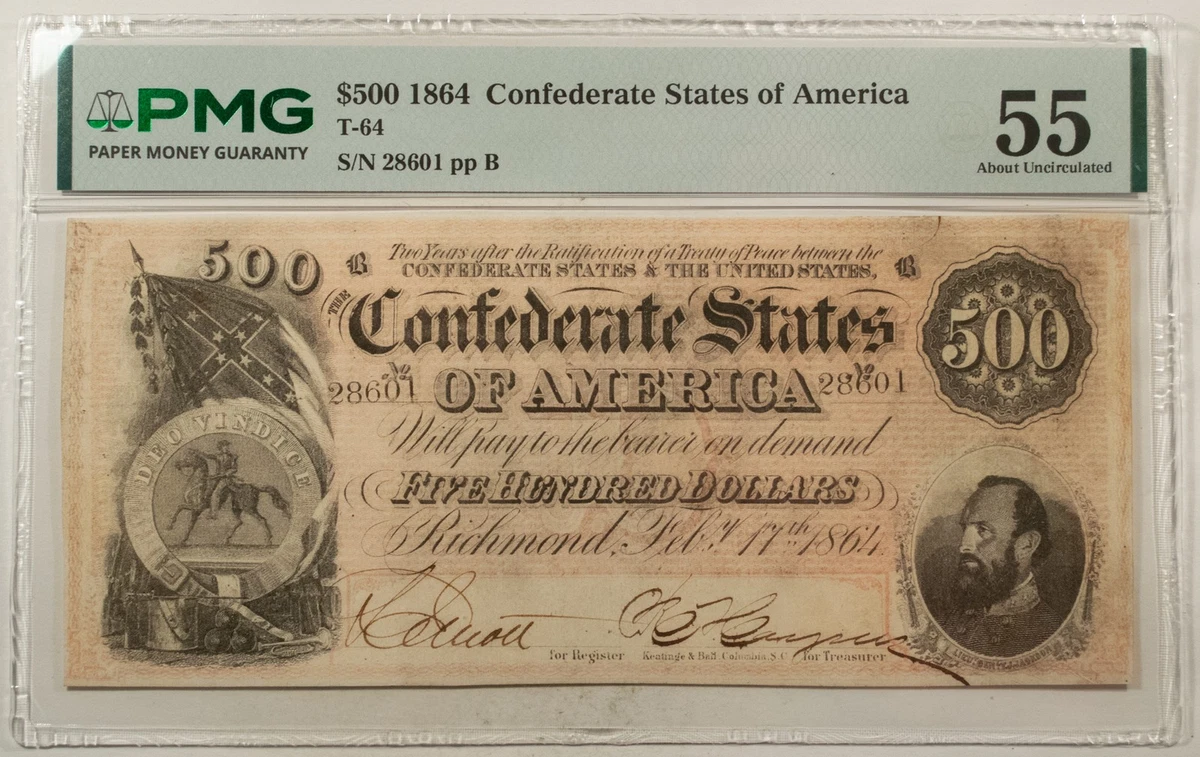 PMG
PAPER MONEY GUARANTY
$500 1864 Confederate States of America
T-64
S/N 28601 pp B
55
About Uncirculated
500
B
Two Years after the Ratification of a Treaty of Peace between the
CONFEDERATE STATES & THE UNITED STATES,
B
THE
Confederate States
500
No
28601
OF AMERICA
No
28601
DEO VINDICE
Will pay to the bearer on demand
FIVE HUNDRED DOLLARS
Richmond, Feby. 17th 1864
for Register
Keatinge & Ball Columbia, S.C.
for Treasurer